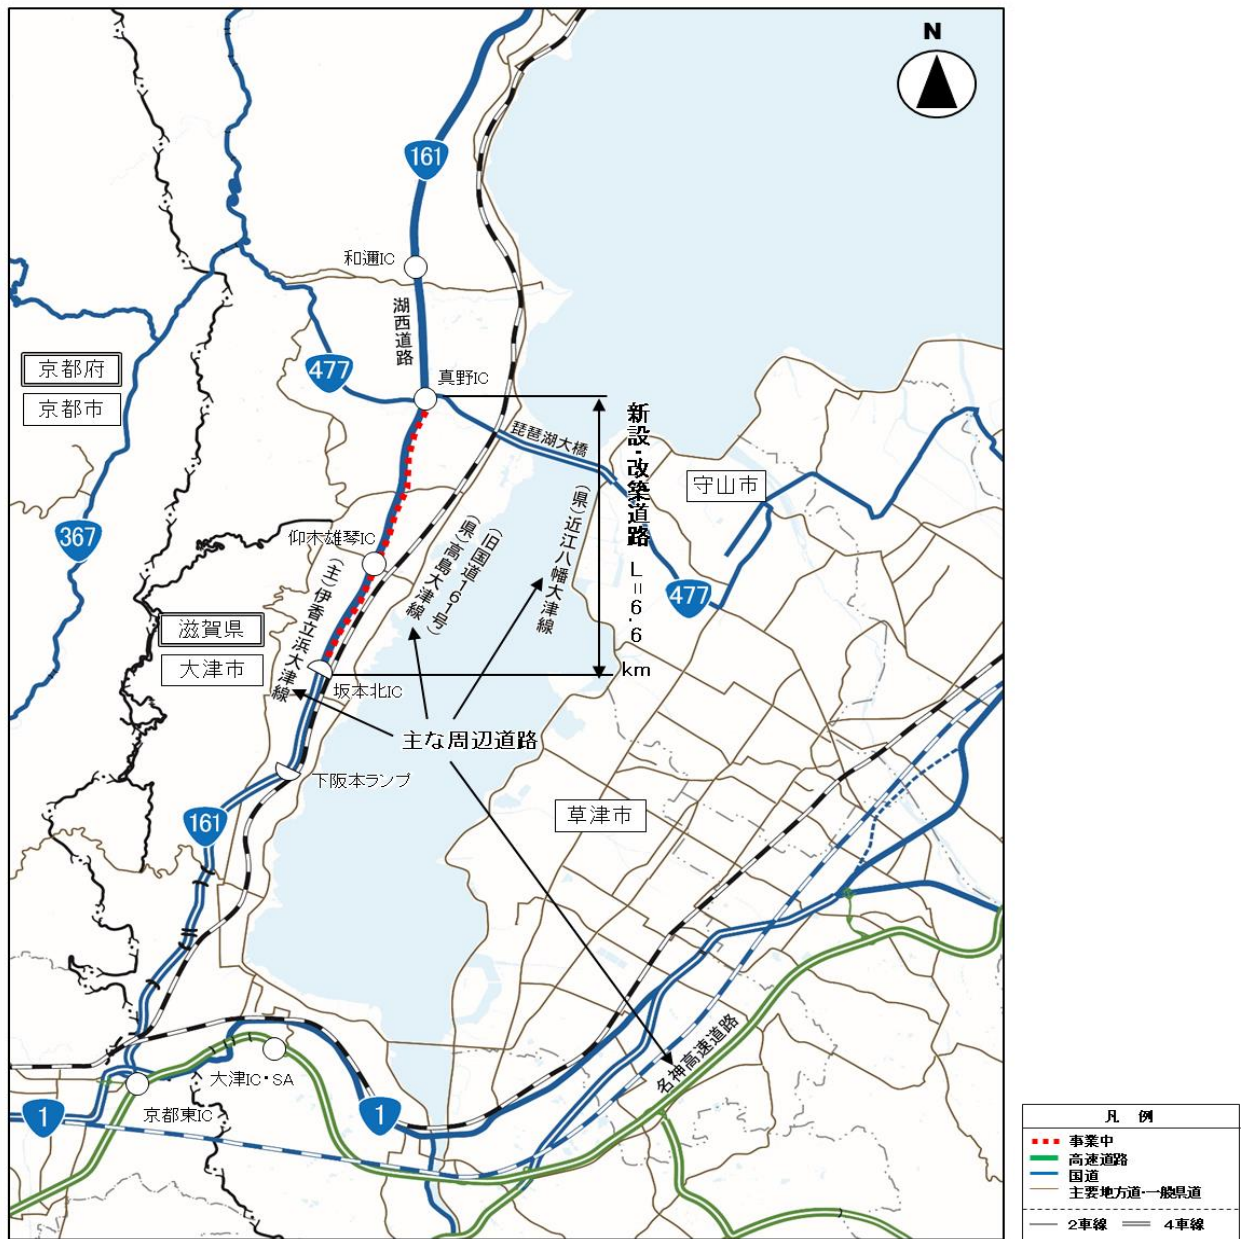 N
161
和邇IC
湖西道路
京都府
京都市
477
真野IC
琵琶湖大橋
新設・改築道路 L=6.6km
守山市
367
仰木雄琴IC
(主)伊香立浜大津線
(旧国道161号)
(県)高島大津線
(県)近江八幡大津線
477
滋賀県
大津市
坂本北IC
主な周辺道路
下阪本ランプ
161
草津市
名神高速道路
大津IC・SA
京都東IC
1
1
凡 例
事業中
高速道路
国道
主要地方道・一般県道
2車線 4車線